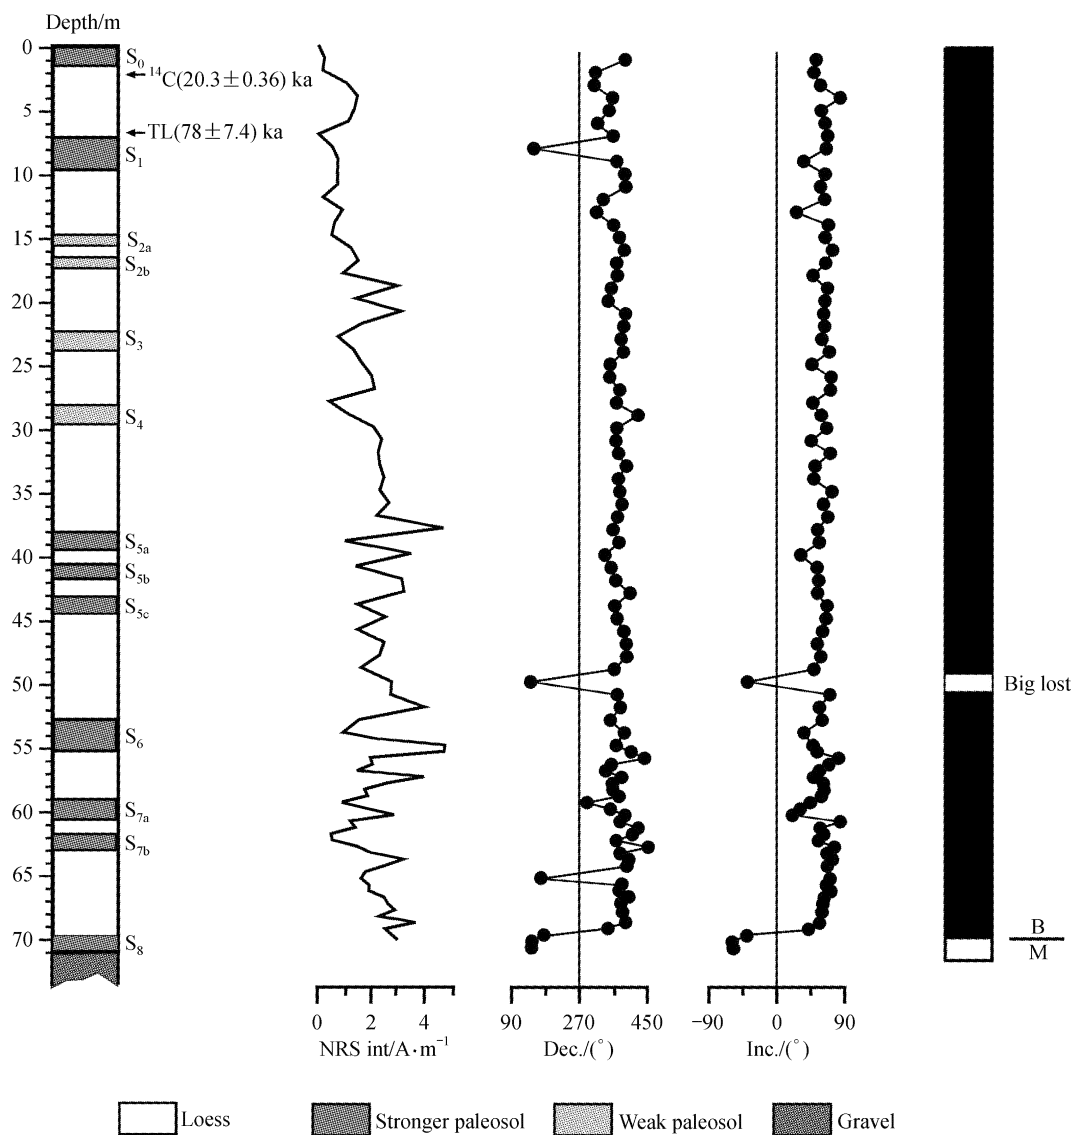 Depth/m
0
5
10
15
20
25
30
35
40
45
50
55
60
65
70
S₀
¹⁴C(20.3±0.36) ka
TL(78±7.4) ka
S₁
S₂ₐ
S₂b
S₃
S₄
S₅ₐ
S₅b
S₅c
S₆
S₇ₐ
S₇b
S₈
Big lost
B
M
0 2 4
NRS int/A·m⁻¹
90 270 450
Dec./(°)
−90 0 90
Inc./(°)
Loess Stronger paleosol Weak paleosol Gravel